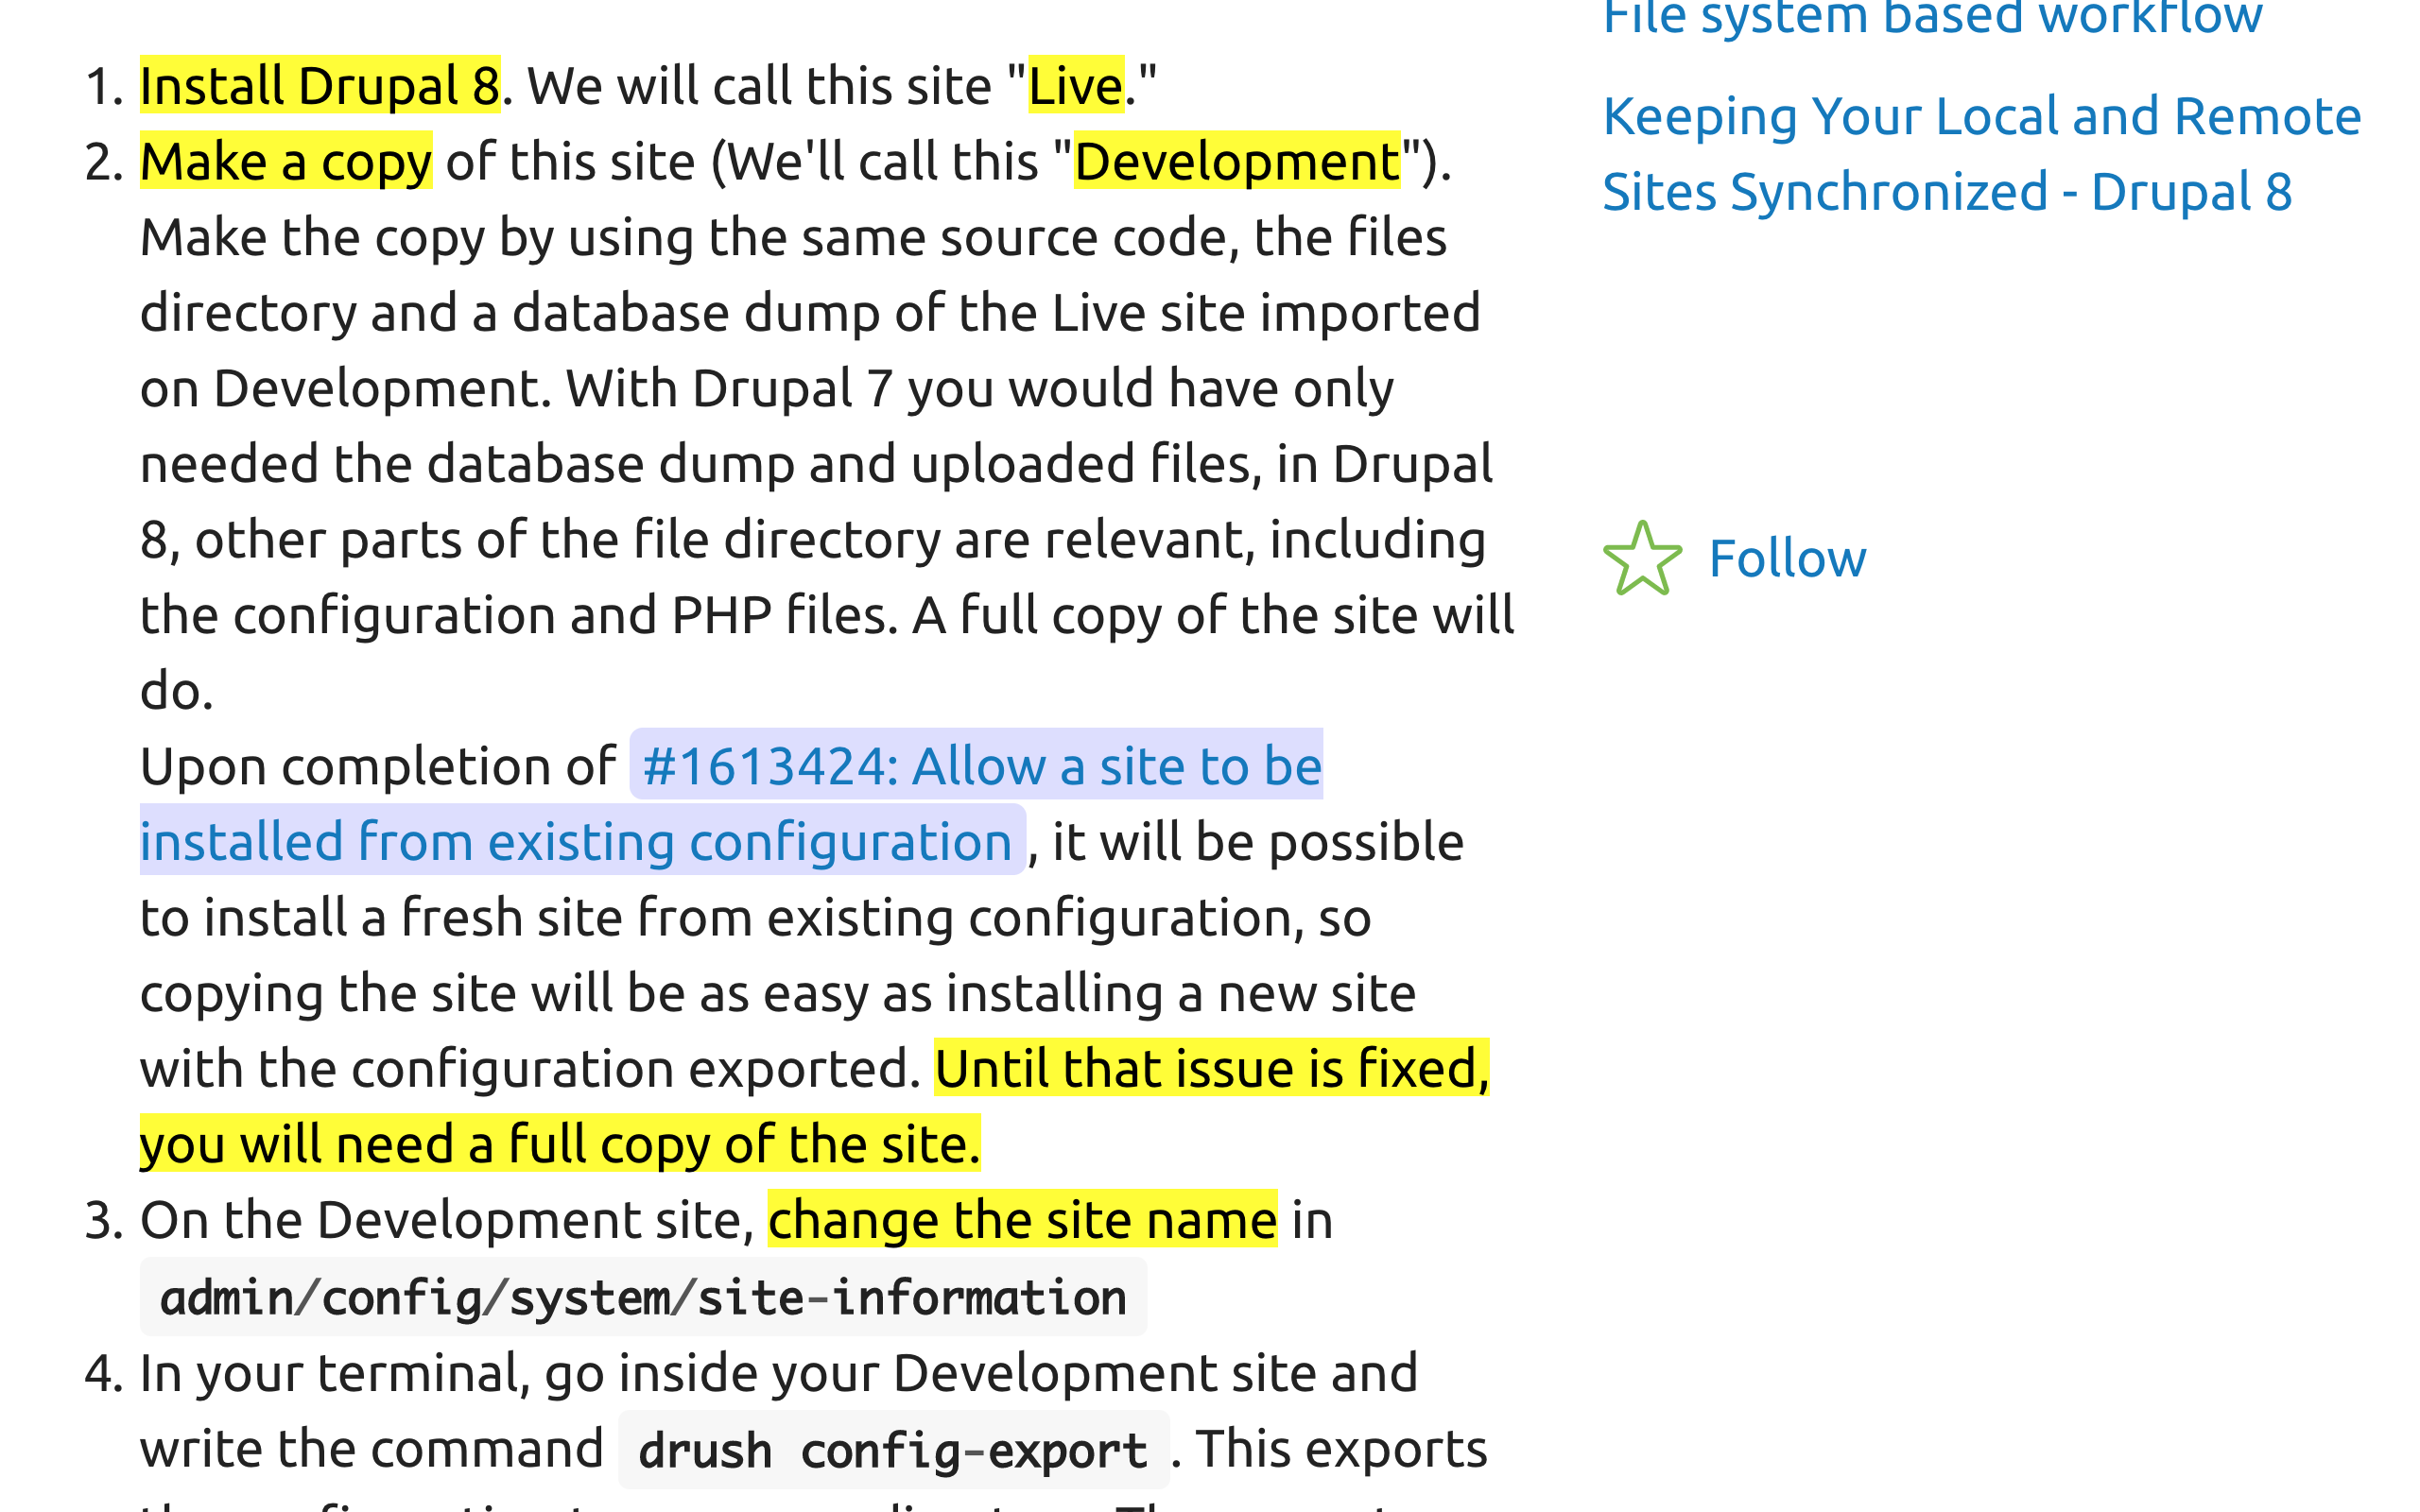 1. Install Drupal 8. We will call this site "Live."
2. Make a copy of this site (We'll call this "Development").
Make the copy by using the same source code, the files
directory and a database dump of the Live site imported
on Development. With Drupal 7 you would have only
needed the database dump and uploaded files, in Drupal
8, other parts of the file directory are relevant, including
the configuration and PHP files. A full copy of the site will
do.
Upon completion of #1613424: Allow a site to be
installed from existing configuration , it will be possible
to install a fresh site from existing configuration, so
copying the site will be as easy as installing a new site
with the configuration exported. Until that issue is fixed,
you will need a full copy of the site.
3. On the Development site, change the site name in
admin/config/system/site-information
4. In your terminal, go inside your Development site and
write the command drush config-export . This exports
File system based workflow
Keeping Your Local and Remote
Sites Synchronized - Drupal 8
Follow